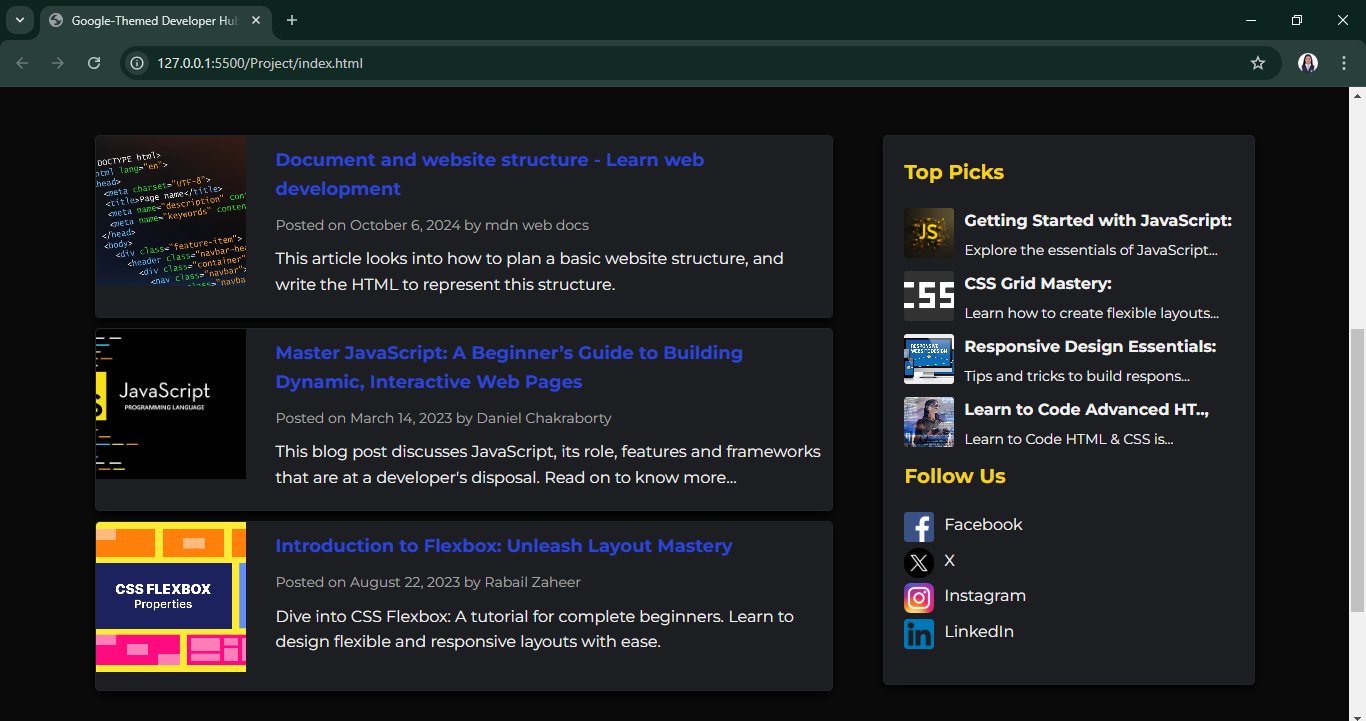 Google-Themed Developer Hub
127.0.0.1:5500/Project/index.html
DOCTYPE html>
html lang="en">
head>
<meta charset="UTF-8">
<title>Page name</title>
<meta name="description" con
<meta name="keywords" conten
</head>
<body>
<div class="feature-item">
<header class="navbar-hea
<div class="container"
<div class="navbar">
<nav class="navba
Document and website structure - Learn web
development
Posted on October 6, 2024 by mdn web docs
This article looks into how to plan a basic website structure, and
write the HTML to represent this structure.
JavaScript
PROGRAMMING LANGUAGE
Master JavaScript: A Beginner’s Guide to Building
Dynamic, Interactive Web Pages
Posted on March 14, 2023 by Daniel Chakraborty
This blog post discusses JavaScript, its role, features and frameworks
that are at a developer's disposal. Read on to know more...
CSS FLEXBOX
Properties
Introduction to Flexbox: Unleash Layout Mastery
Posted on August 22, 2023 by Rabail Zaheer
Dive into CSS Flexbox: A tutorial for complete beginners. Learn to
design flexible and responsive layouts with ease.
Top Picks
JS
Getting Started with JavaScript:
Explore the essentials of JavaScript...
CSS
CSS Grid Mastery:
Learn how to create flexible layouts...
RESPONSIVE
WEBSITE DESIGN
Responsive Design Essentials:
Tips and tricks to build respons...
Learn to Code Advanced HT..,
Learn to Code HTML & CSS is...
Follow Us
Facebook
X
Instagram
in
LinkedIn